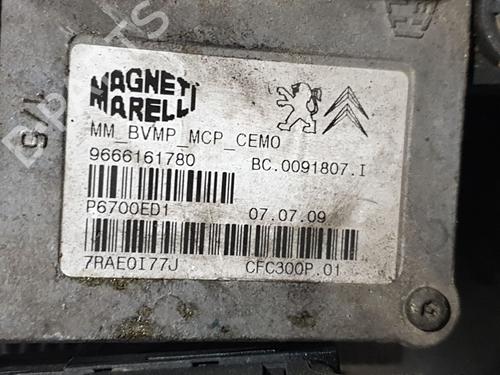 MAGNETI
MARELLI
MM_BVMP_MCP_CEMO
9666161780 BC.0091807.I
P6700ED1 07.07.09
7RAE0I77J CFC300P.01